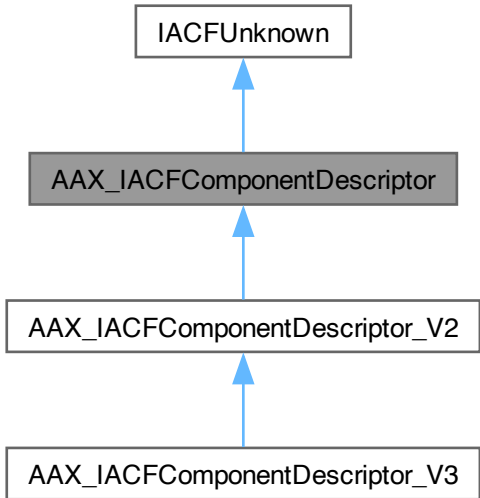 IACFUnknown
AAX_IACFComponentDescriptor
AAX_IACFComponentDescriptor_V2
AAX_IACFComponentDescriptor_V3